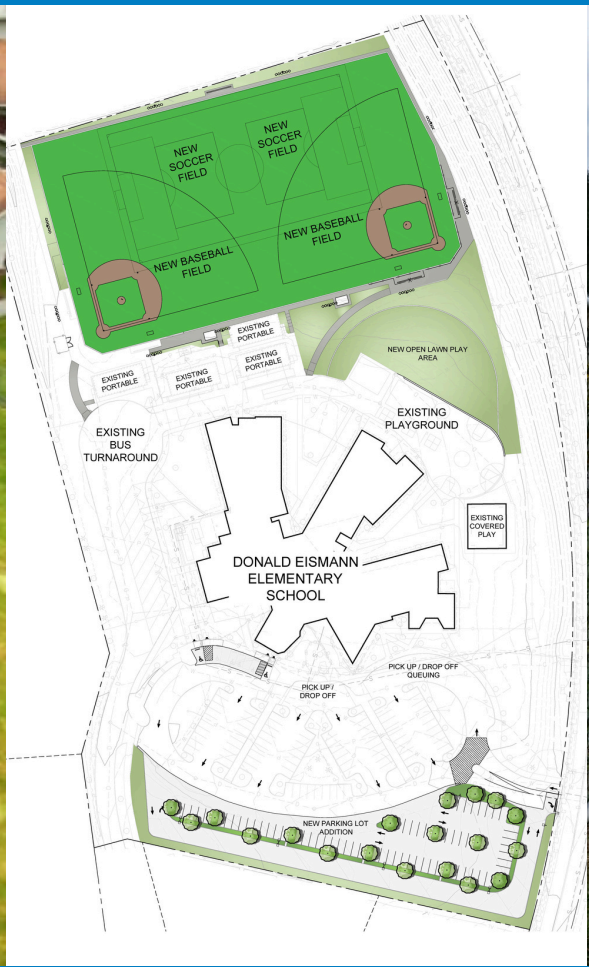 NEW
SOCCER
FIELD
NEW
SOCCER
FIELD
NEW BASEBALL
FIELD
NEW BASEBALL
FIELD
EXISTING
PORTABLE
EXISTING
PORTABLE
EXISTING
PORTABLE
EXISTING
PORTABLE
NEW OPEN LAWN PLAY
AREA
EXISTING
BUS
TURNAROUND
EXISTING
PLAYGROUND
EXISTING
COVERED
PLAY
DONALD EISMANN
ELEMENTARY
SCHOOL
PICK UP /
DROP OFF
PICK UP / DROP OFF
QUEUING
NEW PARKING LOT
ADDITION